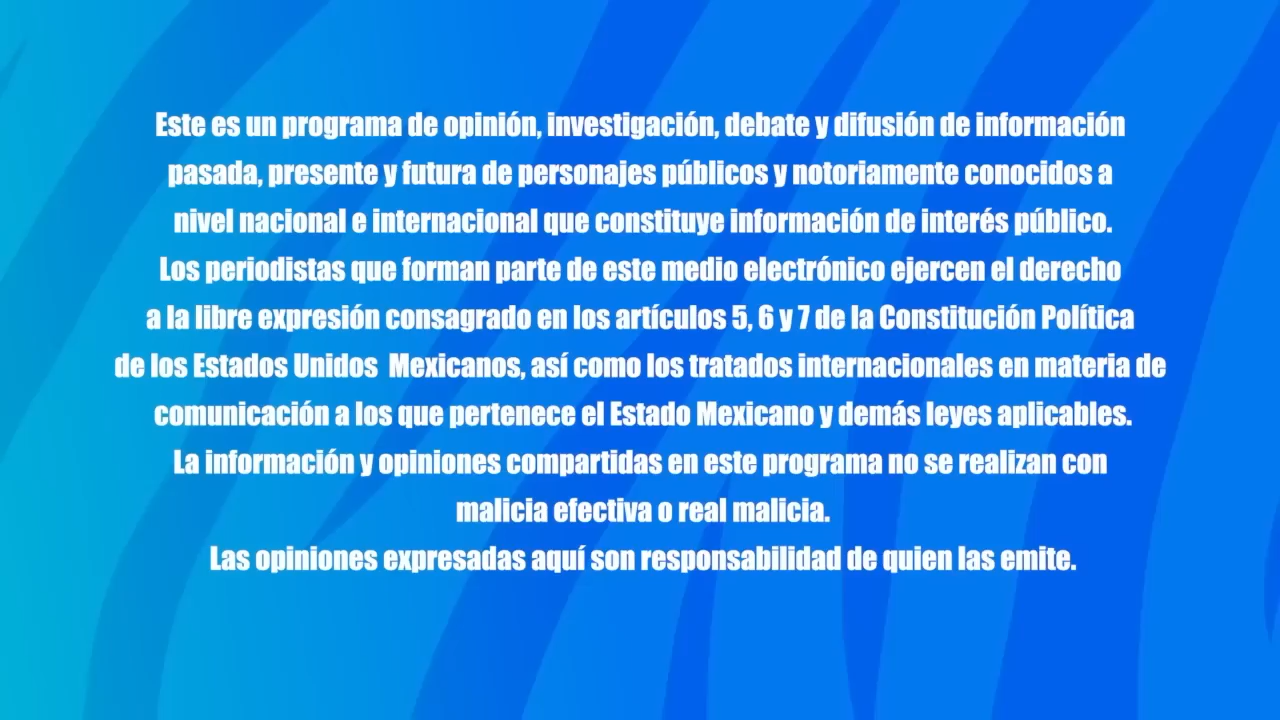 Este es un programa de opinión, investigación, debate y difusión de información
pasada, presente y futura de personajes públicos y notoriamente conocidos a
nivel nacional e internacional que constituye información de interés público.
Los periodistas que forman parte de este medio electrónico ejercen el derecho
a la libre expresión consagrado en los artículos 5, 6 y 7 de la Constitución Política
de los Estados Unidos  Mexicanos, así como los tratados internacionales en materia de
comunicación a los que pertenece el Estado Mexicano y demás leyes aplicables.
La información y opiniones compartidas en este programa no se realizan con
malicia efectiva o real malicia.
Las opiniones expresadas aquí son responsabilidad de quien las emite.